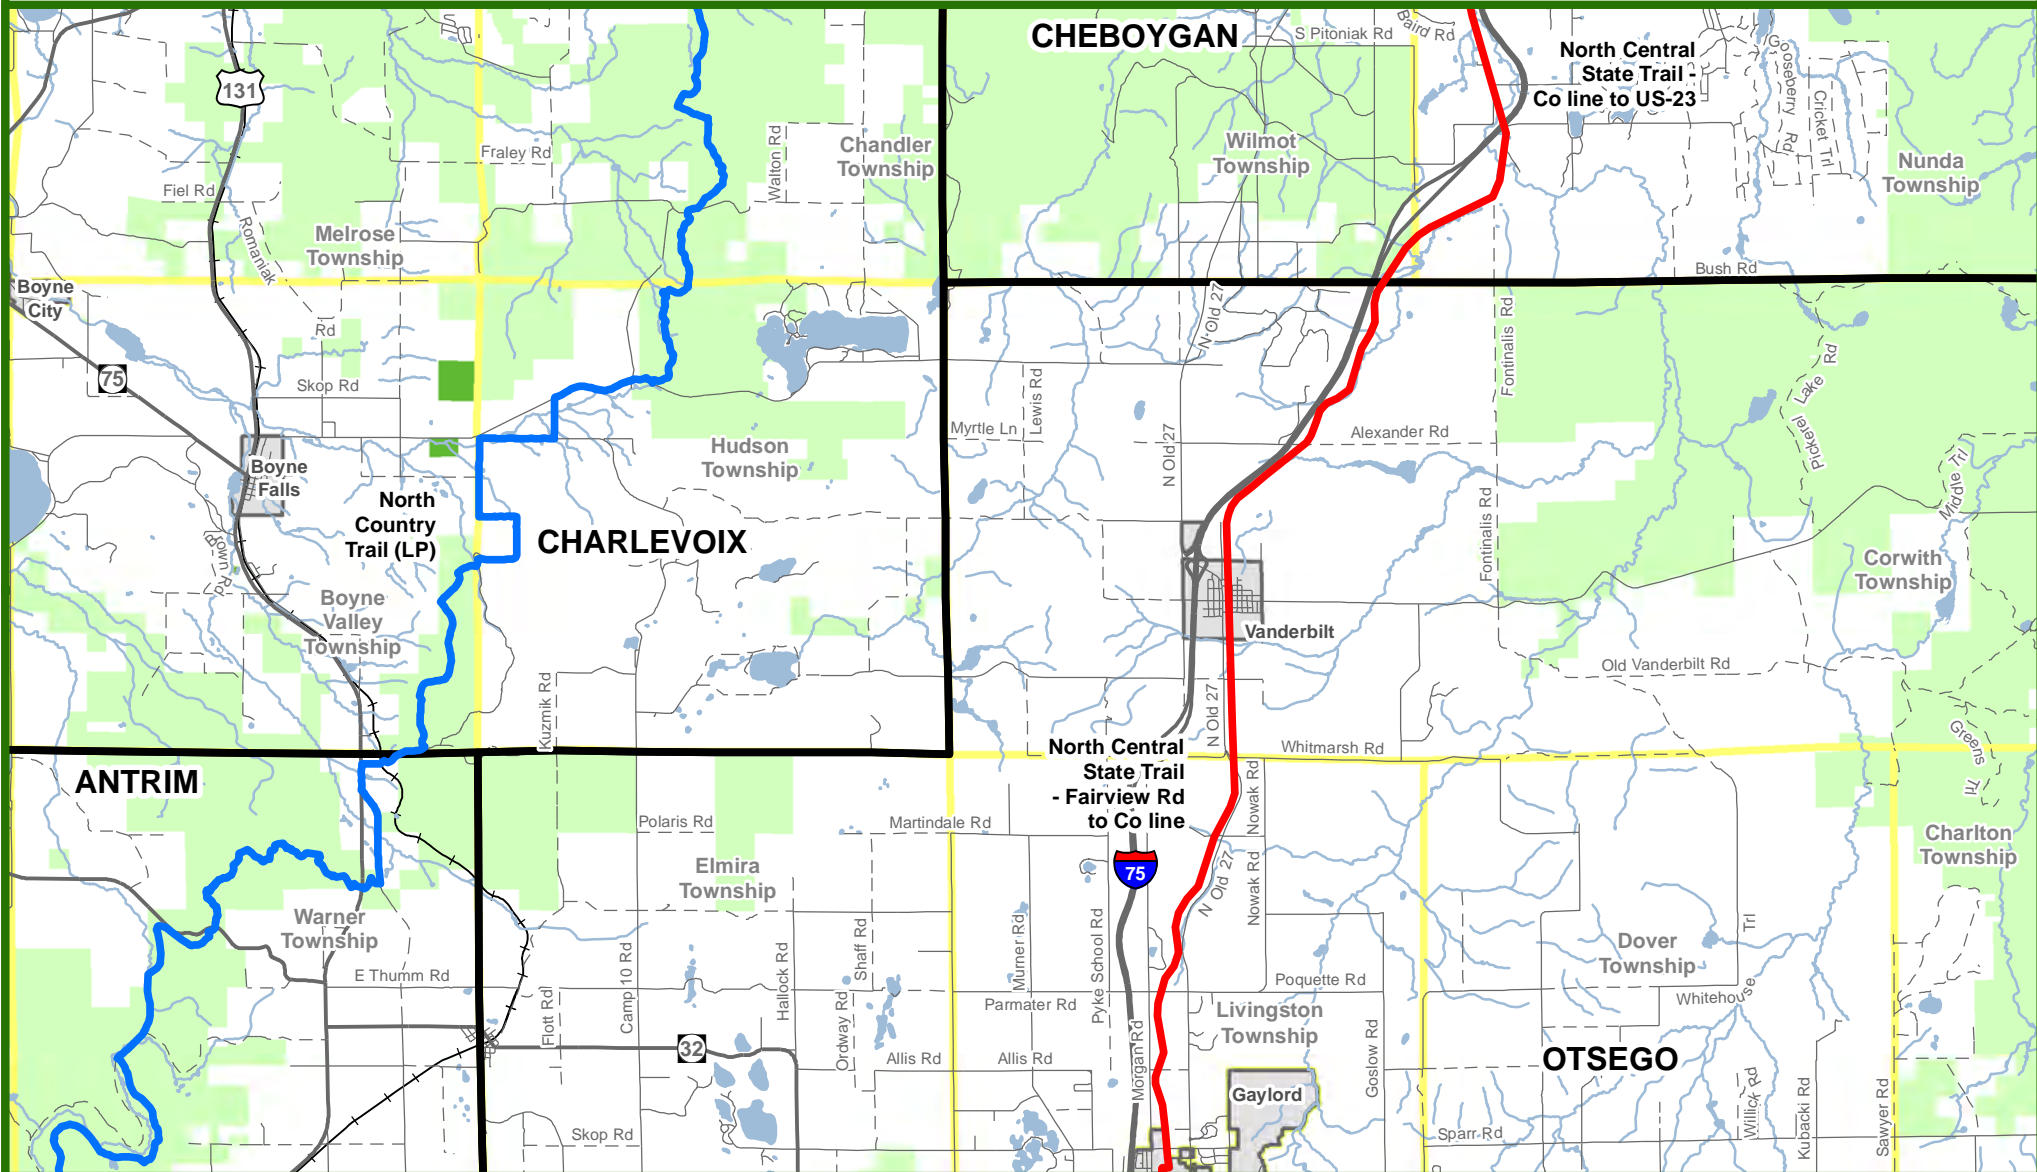 CHEBOYGAN
S Pitoniak Rd
Baird Rd
North Central
State Trail -
Co line to US-23
Gooseberry Rd
Cricket Trl
131
Fraley Rd
Walton Rd
Chandler
Township
Wilmot
Township
Nunda
Township
Fiel Rd
Romaniak
Melrose
Township
Bush Rd
Boyne
City
Rd
N Old 27
Fontinalis Rd
Pickerel Lake Rd
75
Skop Rd
Lewis Rd
Myrtle Ln
N Old 27
Alexander Rd
Hudson
Township
Boyne
Falls
North
Country
Trail (LP)
CHARLEVOIX
Brown Rd
Fontinalis Rd
Middle Trl
Corwith
Township
Boyne
Valley
Township
Vanderbilt
Old Vanderbilt Rd
Kuzmik Rd
N Old 27
Whitmarsh Rd
Greens Trl
ANTRIM
North Central
State Trail
- Fairview Rd
to Co line
Nowak Rd
Polaris Rd
Martindale Rd
Charlton
Township
Elmira
Township
75
N Old 27
Nowak Rd
Warner
Township
E Thumm Rd
Camp 10 Rd
Hallock Rd
Shaff Rd
Murner Rd
Pyke School Rd
Dover
Township
Trl
Poquette Rd
Whitehouse
Parmater Rd
Flott Rd
Ordway Rd
Livingston
Township
32
Allis Rd
Allis Rd
Morgan Rd
Goslow Rd
OTSEGO
Gaylord
Willick Rd
Kubacki Rd
Sawyer Rd
Skop Rd
Sparr Rd